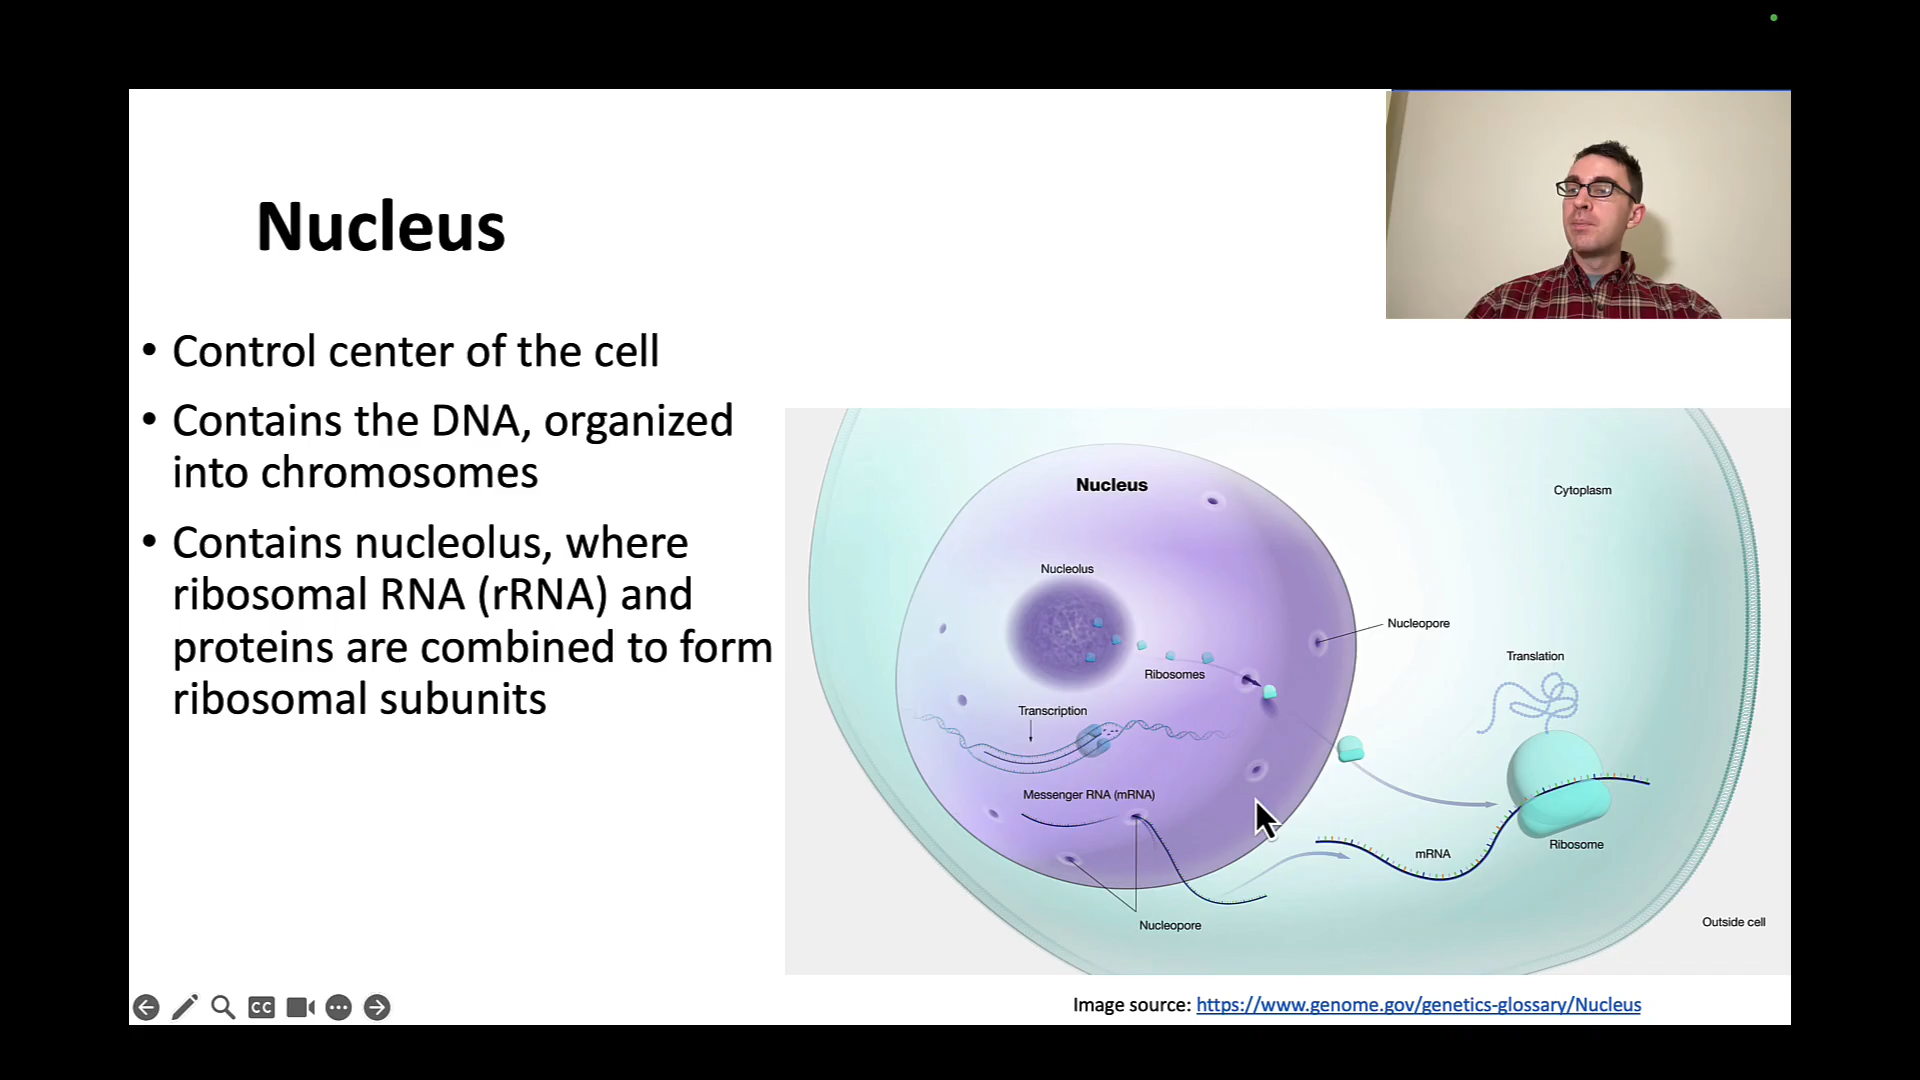 Nucleus
• Control center of the cell
• Contains the DNA, organized
into chromosomes
• Contains nucleolus, where
ribosomal RNA (rRNA) and
proteins are combined to form
ribosomal subunits
Nucleus
Cytoplasm
Nucleolus
Nucleopore
Translation
Ribosomes
Transcription
Messenger RNA (mRNA)
mRNA
Ribosome
Nucleopore
Outside cell
CC
Image source: https://www.genome.gov/genetics-glossary/Nucleus